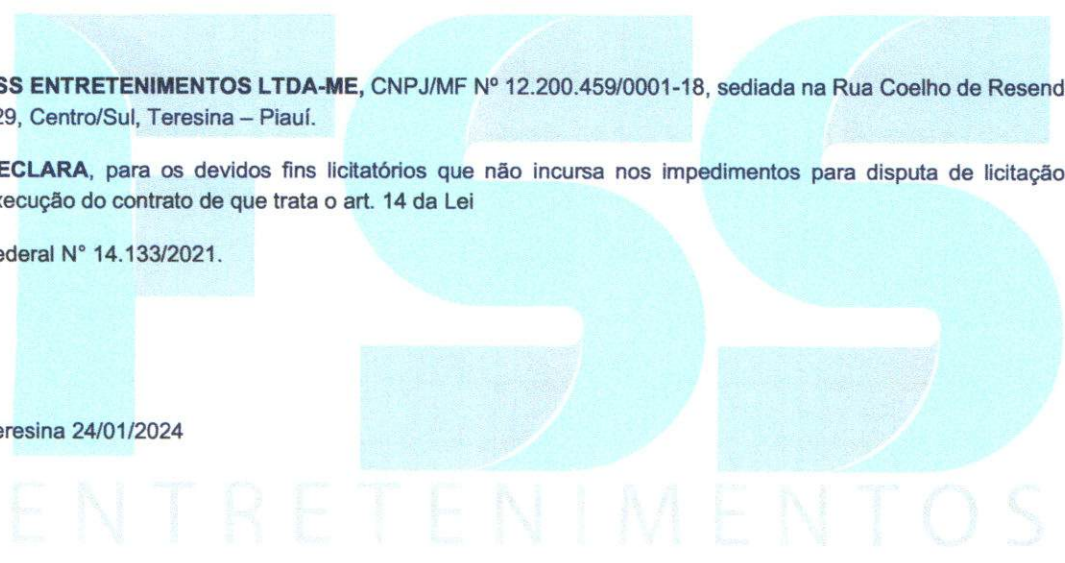 SS ENTRETENIMENTOS LTDA-ME, CNPJ/MF Nº 12.200.459/0001-18, sediada na Rua Coelho de Resend
29, Centro/Sul, Teresina – Piauí.
ECLARA, para os devidos fins licitatórios que não incursa nos impedimentos para disputa de licitação
xecução do contrato de que trata o art. 14 da Lei
ederal N° 14.133/2021.
eresina 24/01/2024
FSS
ENTRETENIMENTOS